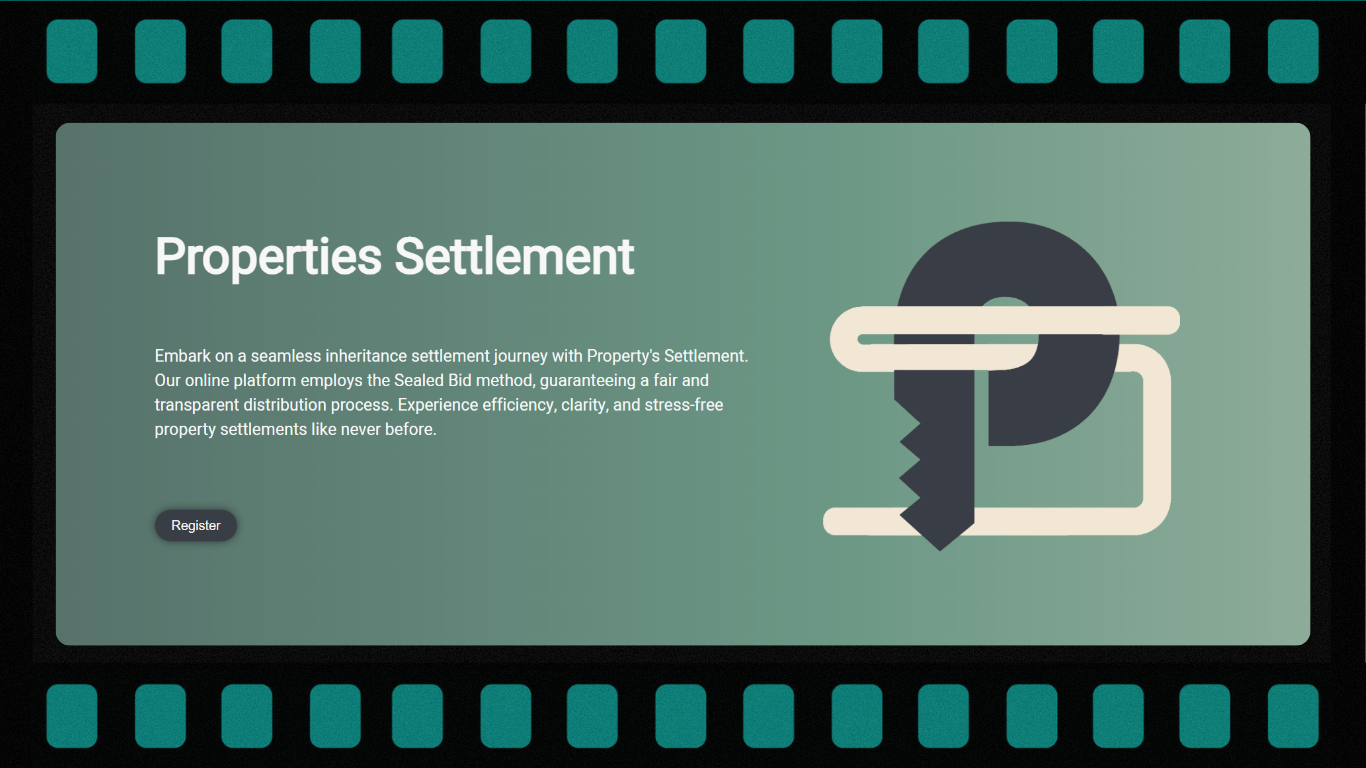 Properties Settlement
Embark on a seamless inheritance settlement journey with Property's Settlement.
Our online platform employs the Sealed Bid method, guaranteeing a fair and
transparent distribution process. Experience efficiency, clarity, and stress-free
property settlements like never before.
Register